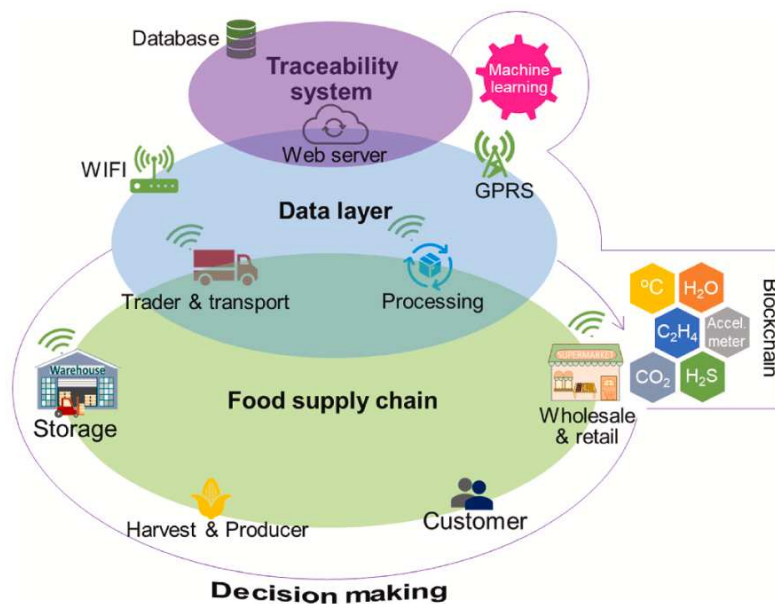 Database
Traceability
system
Machine
learning
Web server
WIFI
GPRS
Data layer
Trader & transport
Processing
ºC
H₂O
C₂H₄
Accel.
meter
CO₂
H₂S
Blockchain
Warehouse
SUPERMARKET
Storage
Food supply chain
Wholesale
& retail
Harvest & Producer
Customer
Decision making